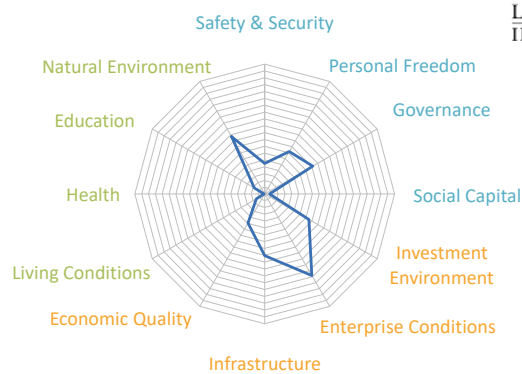 Safety & Security
Natural Environment
Personal Freedom
Education
Governance
Health
Social Capital
Investment
Environment
Living Conditions
Economic Quality
Enterprise Conditions
Infrastructure